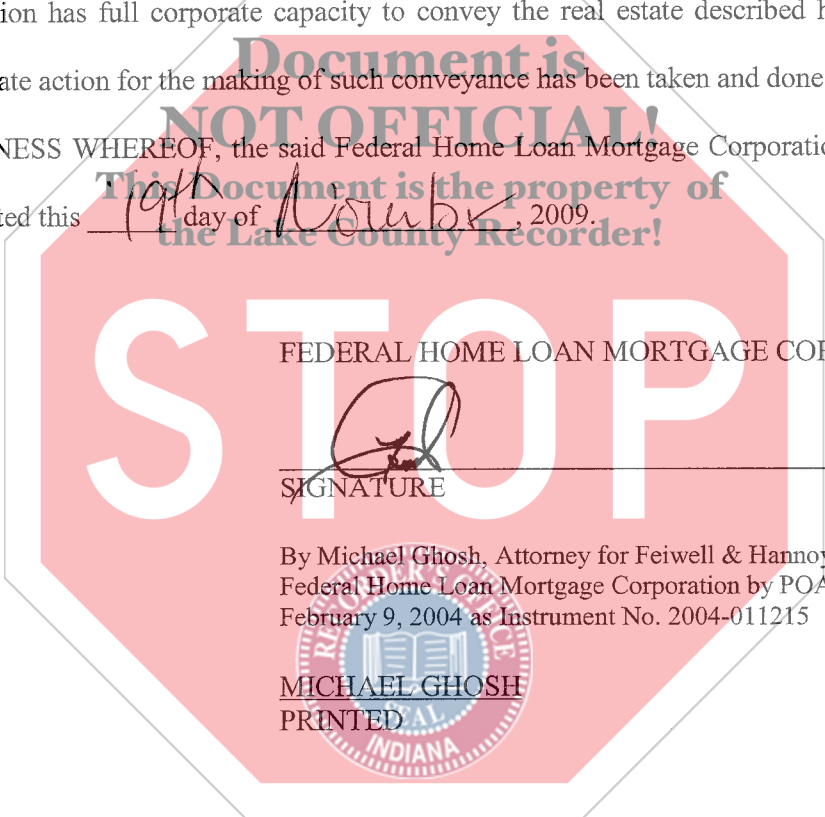 ion has full corporate capacity to convey the real estate described h
Document is
ate action for the making of such conveyance has been taken and done
NOT OFFICIAL!
NESS WHEREOF, the said Federal Home Loan Mortgage Corporatio
This Document is the property of
ted this 19th day of November, 2009.
the Lake County Recorder!
STOP
FEDERAL HOME LOAN MORTGAGE COR
SIGNATURE
By Michael Ghosh, Attorney for Feiwell & Hannoy
Federal Home Loan Mortgage Corporation by POA
February 9, 2004 as Instrument No. 2004-011215
RECORDER'S OFFICE
MICHAEL GHOSH
SEAL
PRINTED
INDIANA